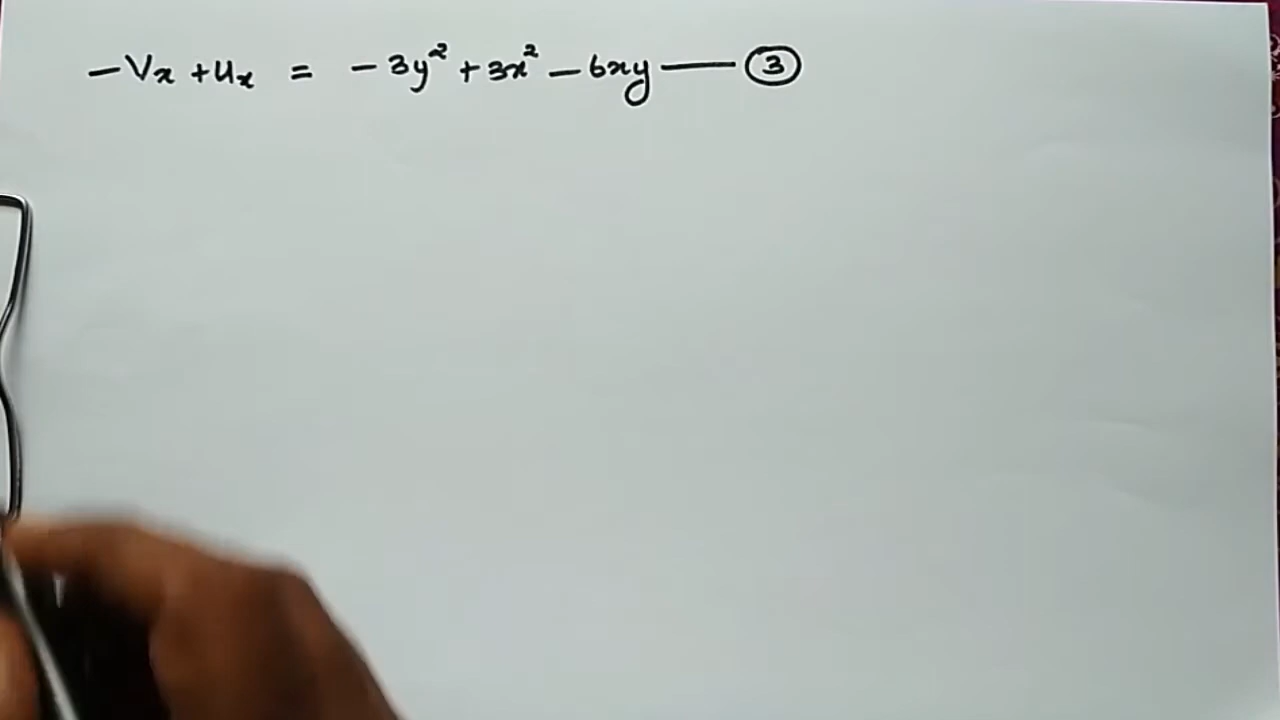 -Vx + Ux = -3y² + 3x² - 6xy —— ③